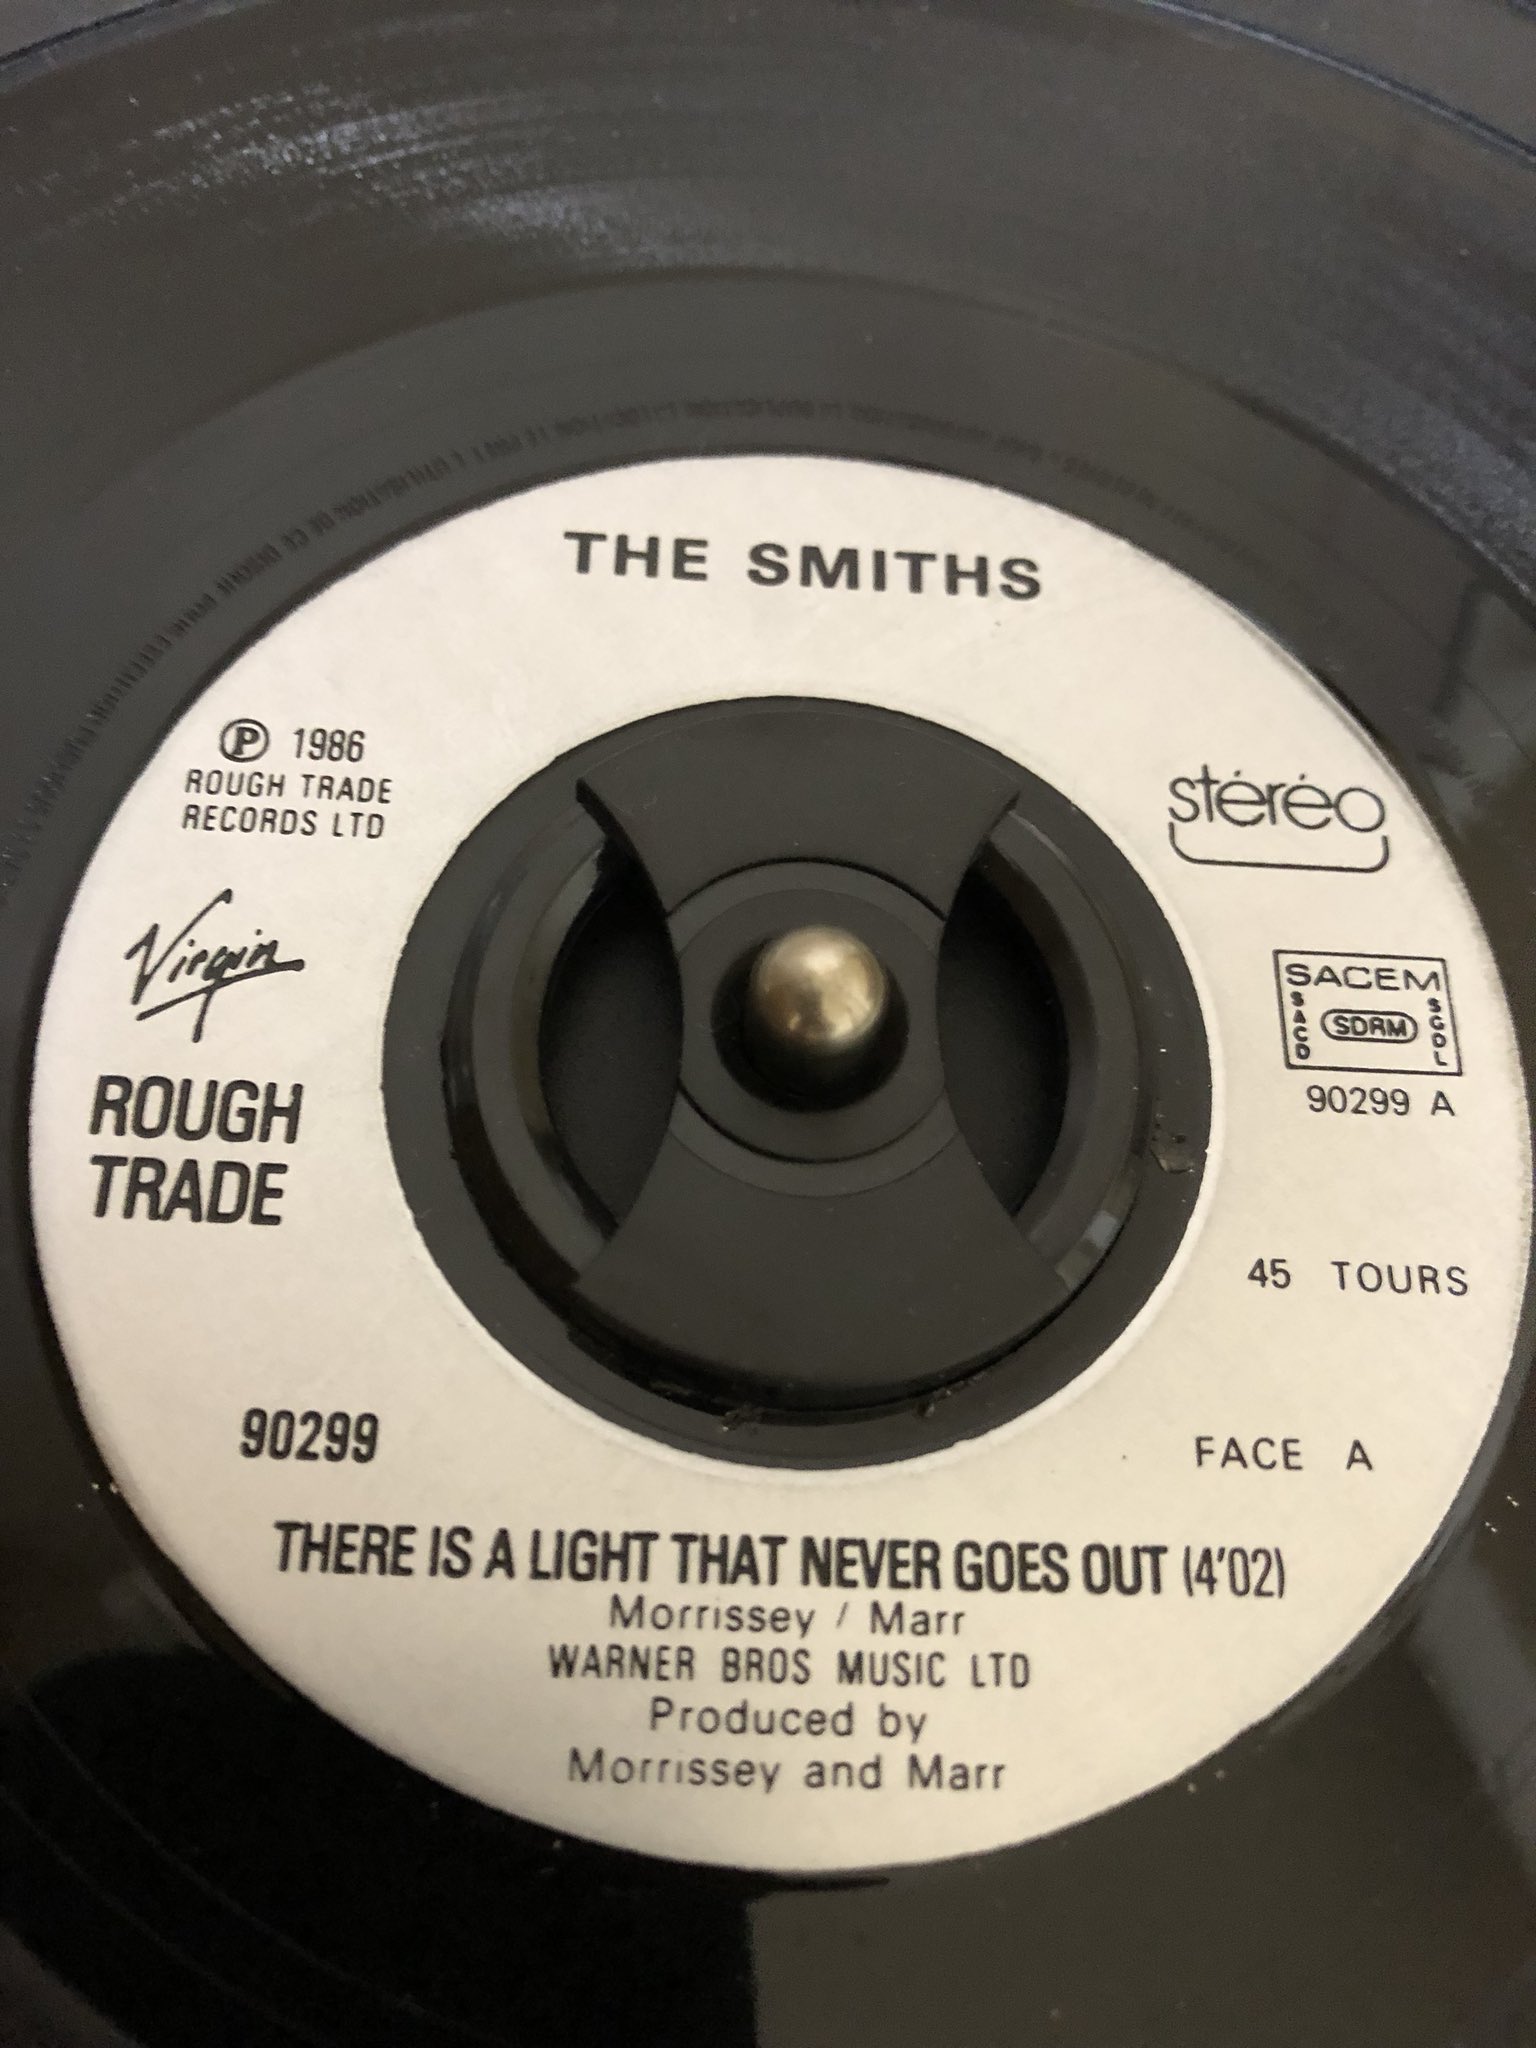 THE SMITHS
℗ 1986
ROUGH TRADE
RECORDS LTD
stéréo
Virgin
ROUGH
TRADE
SACEM
SACD
SDRM
SGDL
90299 A
45 TOURS
90299
FACE A
THERE IS A LIGHT THAT NEVER GOES OUT (4'02)
Morrissey / Marr
WARNER BROS MUSIC LTD
Produced by
Morrissey and Marr